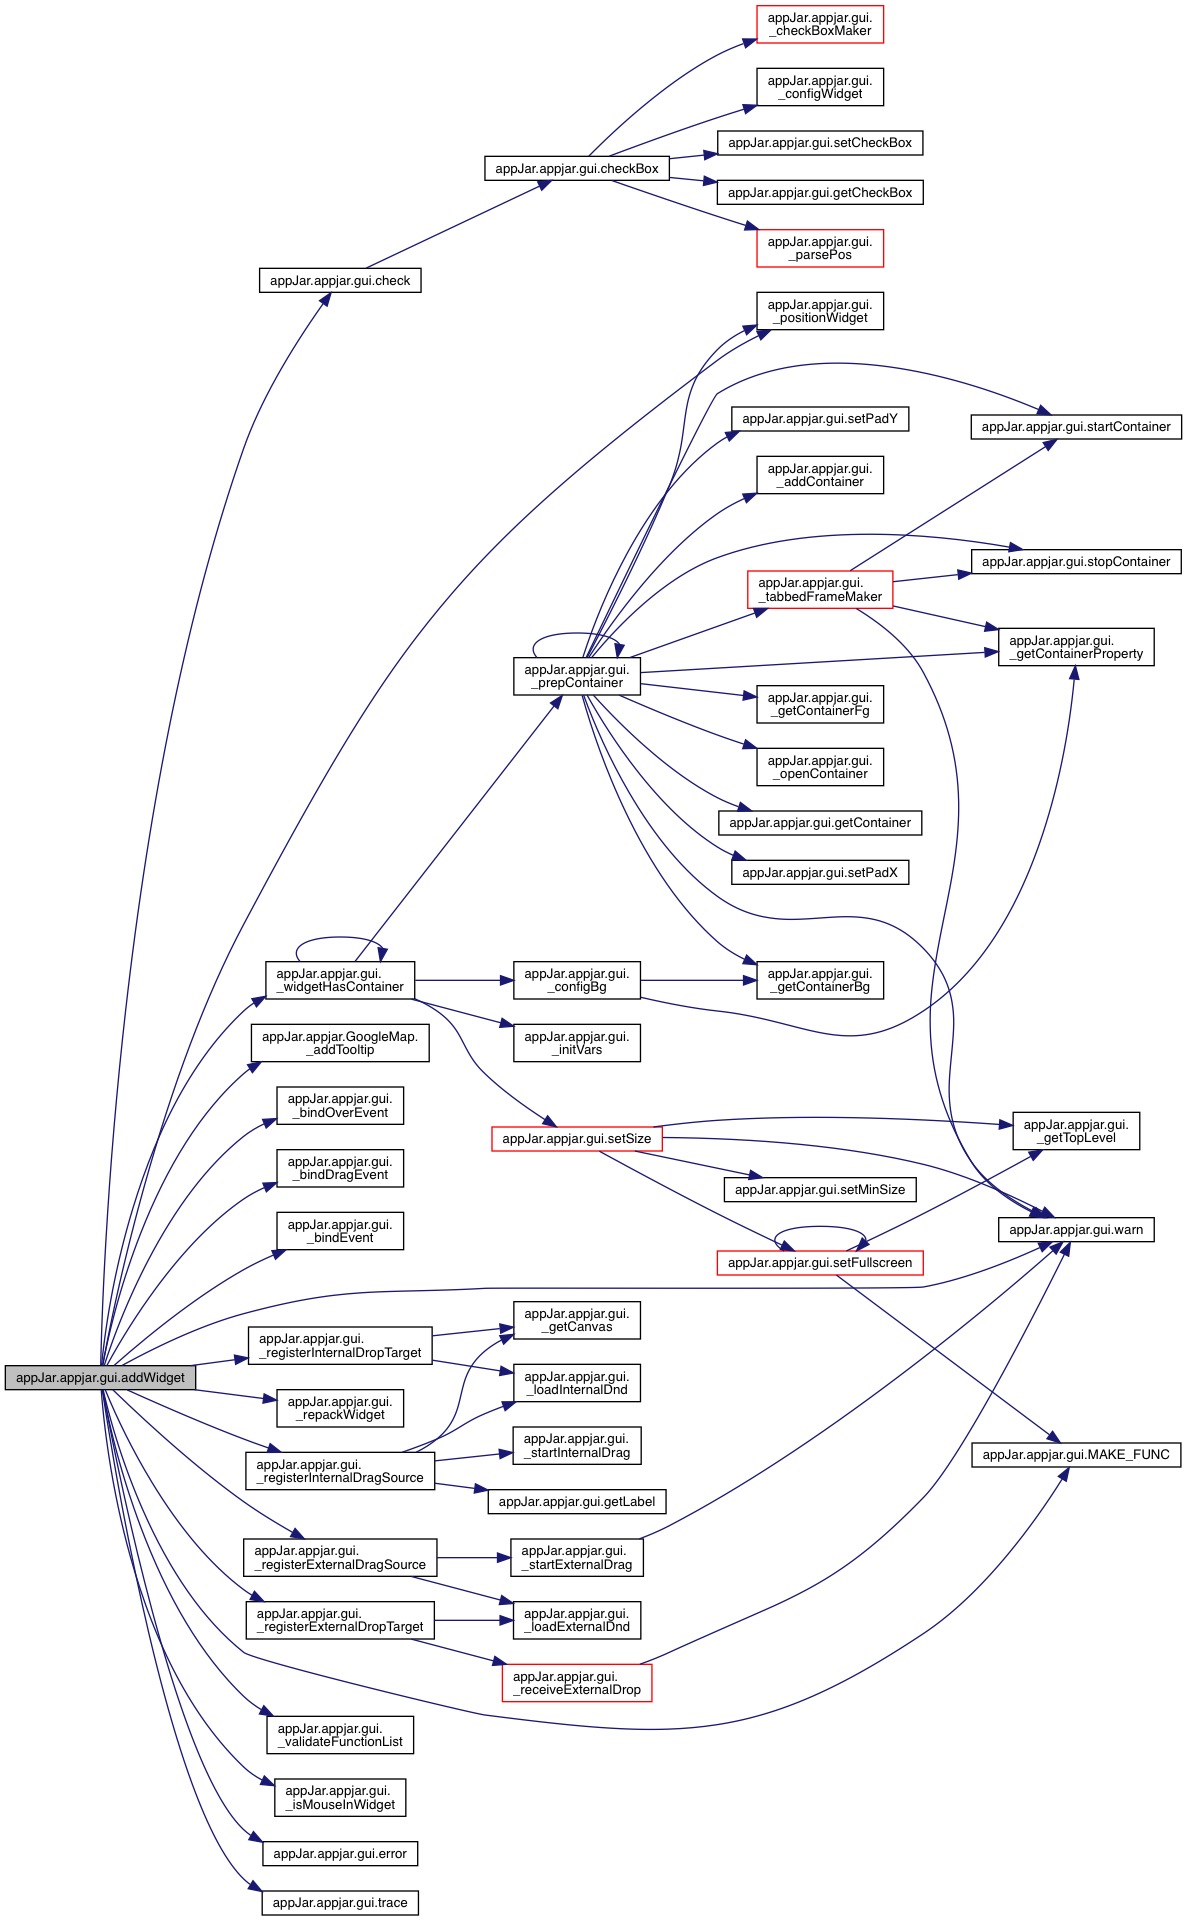 appJar.appjar.gui.
_checkBoxMaker
appJar.appjar.gui.
_configWidget
appJar.appjar.gui.setCheckBox
appJar.appjar.gui.checkBox
appJar.appjar.gui.getCheckBox
appJar.appjar.gui.
_parsePos
appJar.appjar.gui.check
appJar.appjar.gui.
_positionWidget
appJar.appjar.gui.setPadY
appJar.appjar.gui.startContainer
appJar.appjar.gui.
_addContainer
appJar.appjar.gui.stopContainer
appJar.appjar.gui.
_tabbedFrameMaker
appJar.appjar.gui.
_getContainerProperty
appJar.appjar.gui.
_prepContainer
appJar.appjar.gui.
_getContainerFg
appJar.appjar.gui.
_openContainer
appJar.appjar.gui.getContainer
appJar.appjar.gui.setPadX
appJar.appjar.gui.
_widgetHasContainer
appJar.appjar.gui.
_configBg
appJar.appjar.gui.
_getContainerBg
appJar.appjar.GoogleMap.
_addTooltip
appJar.appjar.gui.
_initVars
appJar.appjar.gui.
_bindOverEvent
appJar.appjar.gui.setSize
appJar.appjar.gui.
_getTopLevel
appJar.appjar.gui.
_bindDragEvent
appJar.appjar.gui.setMinSize
appJar.appjar.gui.
_bindEvent
appJar.appjar.gui.warn
appJar.appjar.gui.setFullscreen
appJar.appjar.gui.
_getCanvas
appJar.appjar.gui.
_registerInternalDropTarget
appJar.appjar.gui.addWidget
appJar.appjar.gui.
_loadInternalDnd
appJar.appjar.gui.
_repackWidget
appJar.appjar.gui.
_startInternalDrag
appJar.appjar.gui.MAKE_FUNC
appJar.appjar.gui.
_registerInternalDragSource
appJar.appjar.gui.getLabel
appJar.appjar.gui.
_registerExternalDragSource
appJar.appjar.gui.
_startExternalDrag
appJar.appjar.gui.
_registerExternalDropTarget
appJar.appjar.gui.
_loadExternalDnd
appJar.appjar.gui.
_receiveExternalDrop
appJar.appjar.gui.
_validateFunctionList
appJar.appjar.gui.
_isMouseInWidget
appJar.appjar.gui.error
appJar.appjar.gui.trace